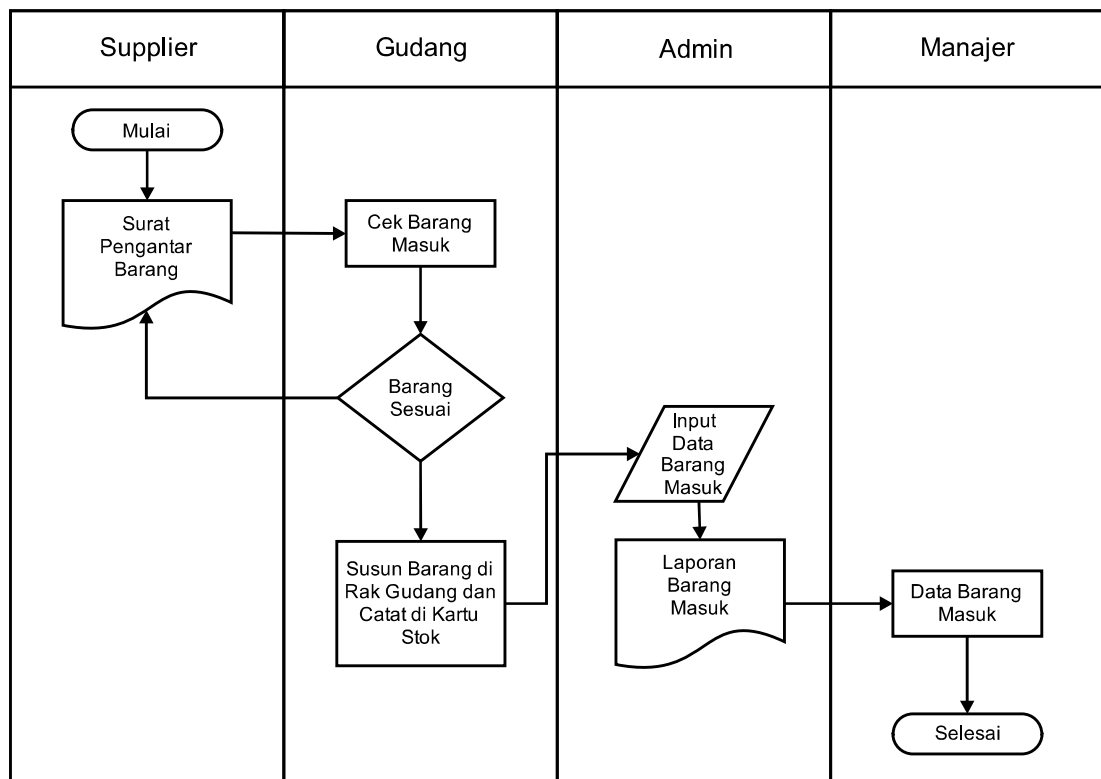 Supplier
Gudang
Admin
Manajer
Mulai
Surat
Pengantar
Barang
Cek Barang
Masuk
Barang
Sesuai
Susun Barang di
Rak Gudang dan
Catat di Kartu
Stok
Input
Data
Barang
Masuk
Laporan
Barang
Masuk
Data Barang
Masuk
Selesai